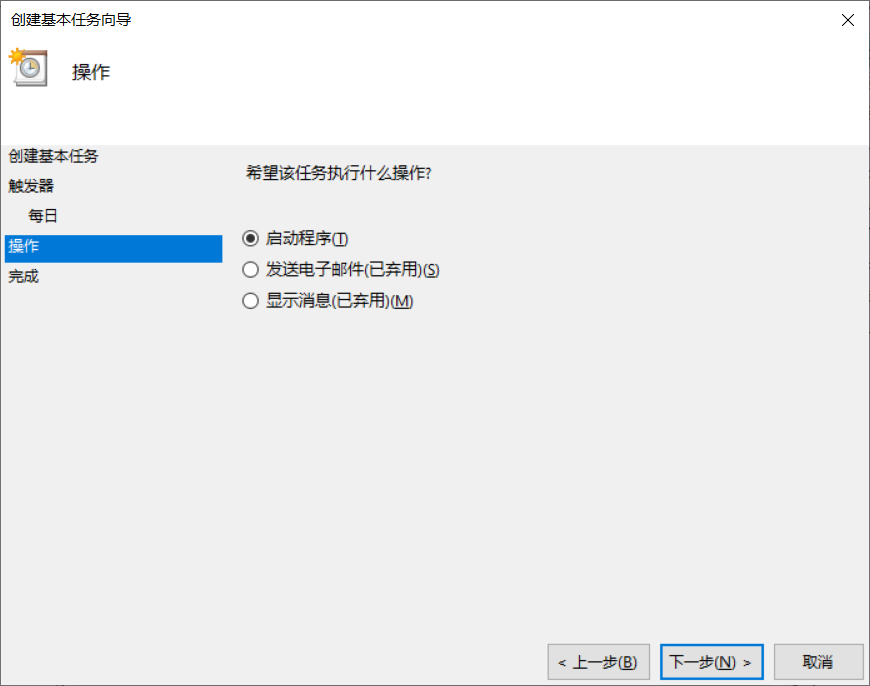 创建基本任务向导
操作
创建基本任务
触发器
每日
操作
完成
希望该任务执行什么操作?
启动程序(T)
发送电子邮件(已弃用)(S)
显示消息(已弃用)(M)
< 上一步(B)
下一步(N) >
取消